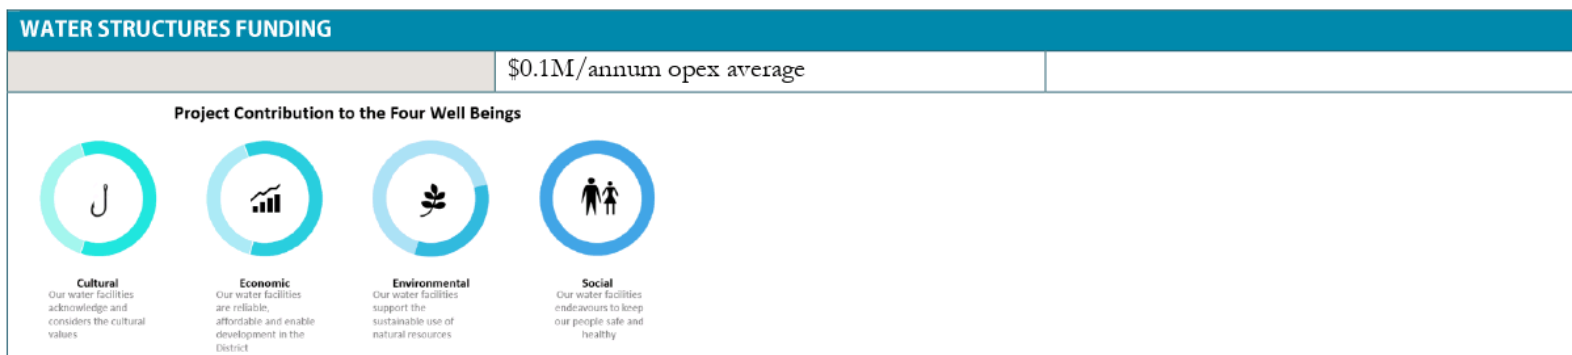 WATER STRUCTURES FUNDING
$0.1M/annum opex average
Project Contribution to the Four Well Beings
Cultural
Our water facilities
acknowledge and
considers the cultural
values
Economic
Our water facilities
are reliable,
affordable and enable
development in the
District
Environmental
Our water facilities
support the
sustainable use of
natural resources
Social
Our water facilities
endeavours to keep
our people safe and
healthy